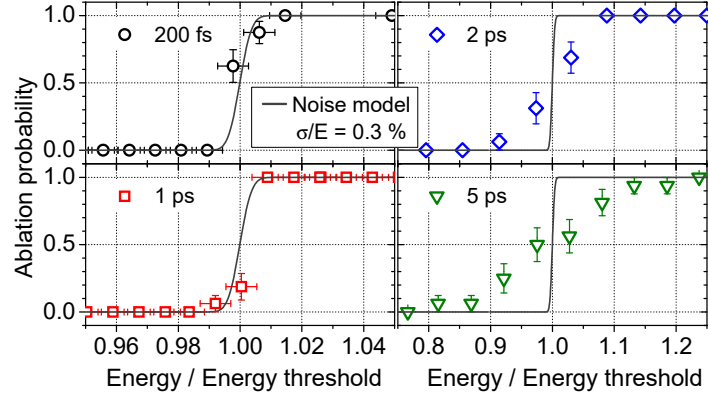 1.0
200 fs
2 ps
Noise model
σ/E = 0.3 %
0.5
0.0
1.0
1 ps
5 ps
0.5
0.0
Ablation probability
0.96 0.98 1.00 1.02 1.04
0.8 0.9 1.0 1.1 1.2
Energy / Energy threshold
Energy / Energy threshold